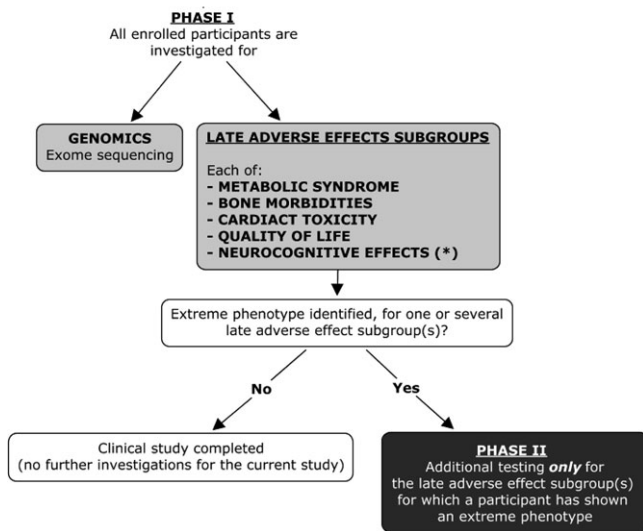 PHASE I
All enrolled participants are
investigated for
GENOMICS
Exome sequencing
LATE ADVERSE EFFECTS SUBGROUPS
Each of:
- METABOLIC SYNDROME
- BONE MORBIDITIES
- CARDIACT TOXICITY
- QUALITY OF LIFE
- NEUROCOGNITIVE EFFECTS (*)
Extreme phenotype identified, for one or several
late adverse effect subgroup(s)?
No
Yes
Clinical study completed
(no further investigations for the current study)
PHASE II
Additional testing only for
the late adverse effect subgroup(s)
for which a participant has shown
an extreme phenotype